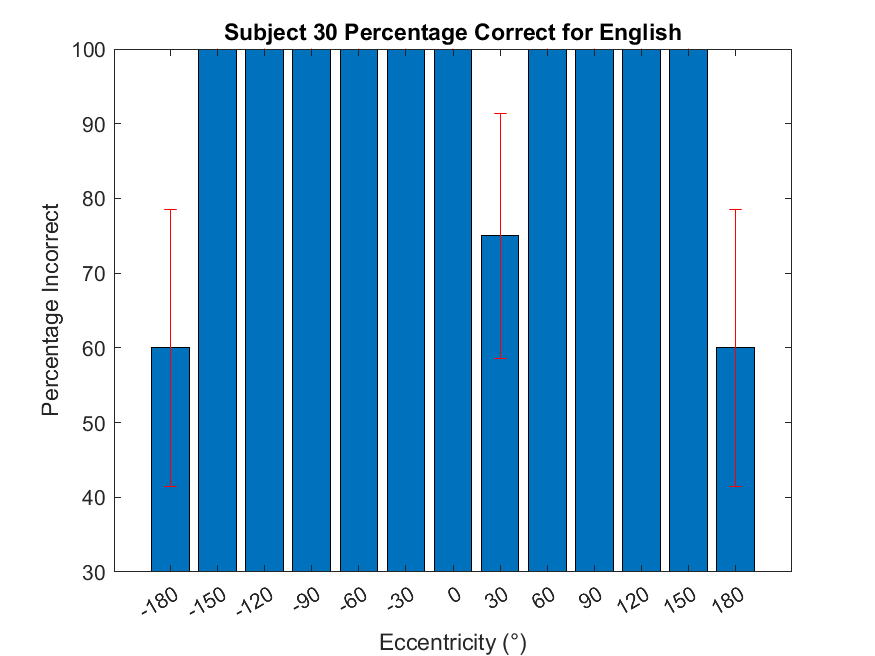 Subject 30 Percentage Correct for English
100
90
80
70
60
50
40
30
Percentage Incorrect
-180 -150 -120 -90 -60 -30 0 30 60 90 120 150 180
Eccentricity (°)